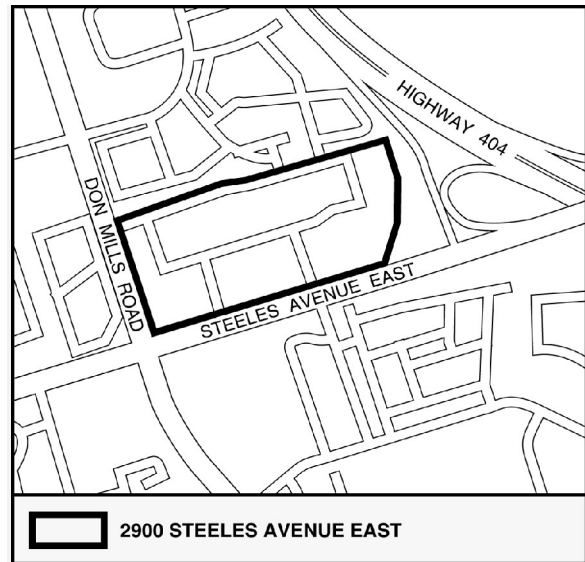 HIGHWAY 404
DON MILLS ROAD
STEELES AVENUE EAST
2900 STEELES AVENUE EAST